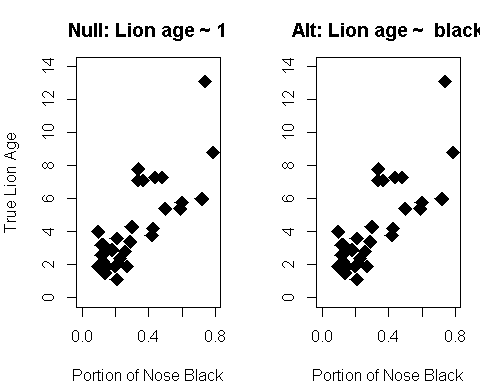 Null: Lion age ~ 1
Alt: Lion age ~ black
True Lion Age
0 2 4 6 8 10 12 14
0 2 4 6 8 10 12 14
0.0 0.4 0.8
0.0 0.4 0.8
Portion of Nose Black
Portion of Nose Black